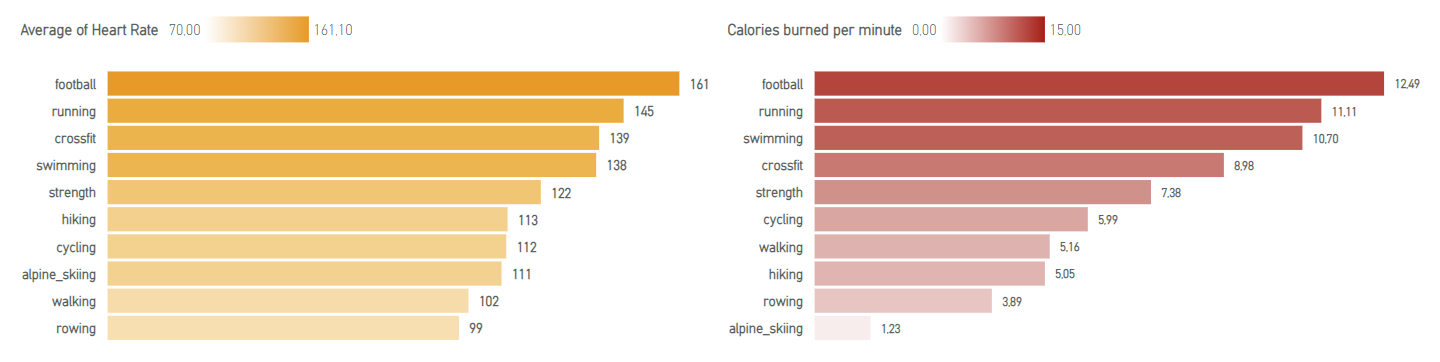 Average of Heart Rate 70,00 161,10
football 161
running 145
crossfit 139
swimming 138
strength 122
hiking 113
cycling 112
alpine_skiing 111
walking 102
rowing 99
Calories burned per minute 0,00 15,00
football 12,49
running 11,11
swimming 10,70
crossfit 8,98
strength 7,38
cycling 5,99
walking 5,16
hiking 5,05
rowing 3,89
alpine_skiing 1,23